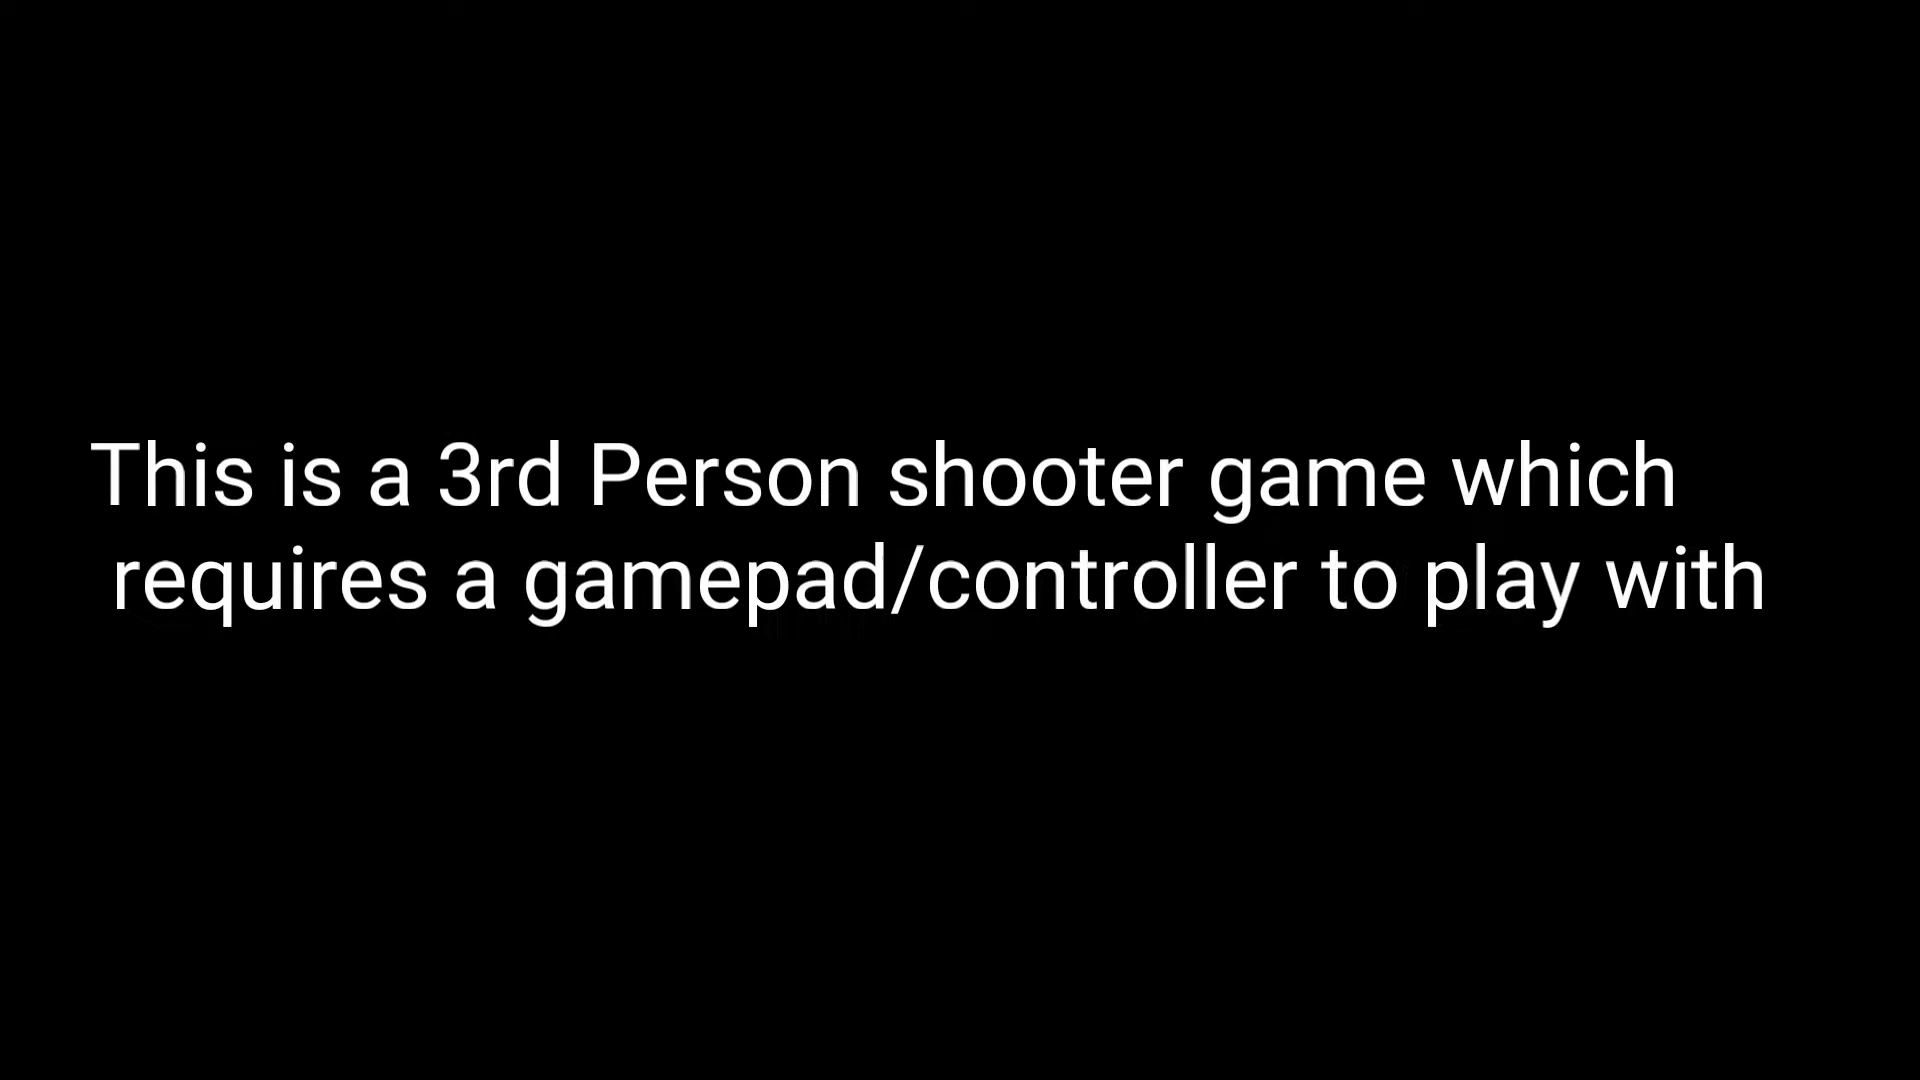 This is a 3rd Person shooter game which
requires a gamepad/controller to play with